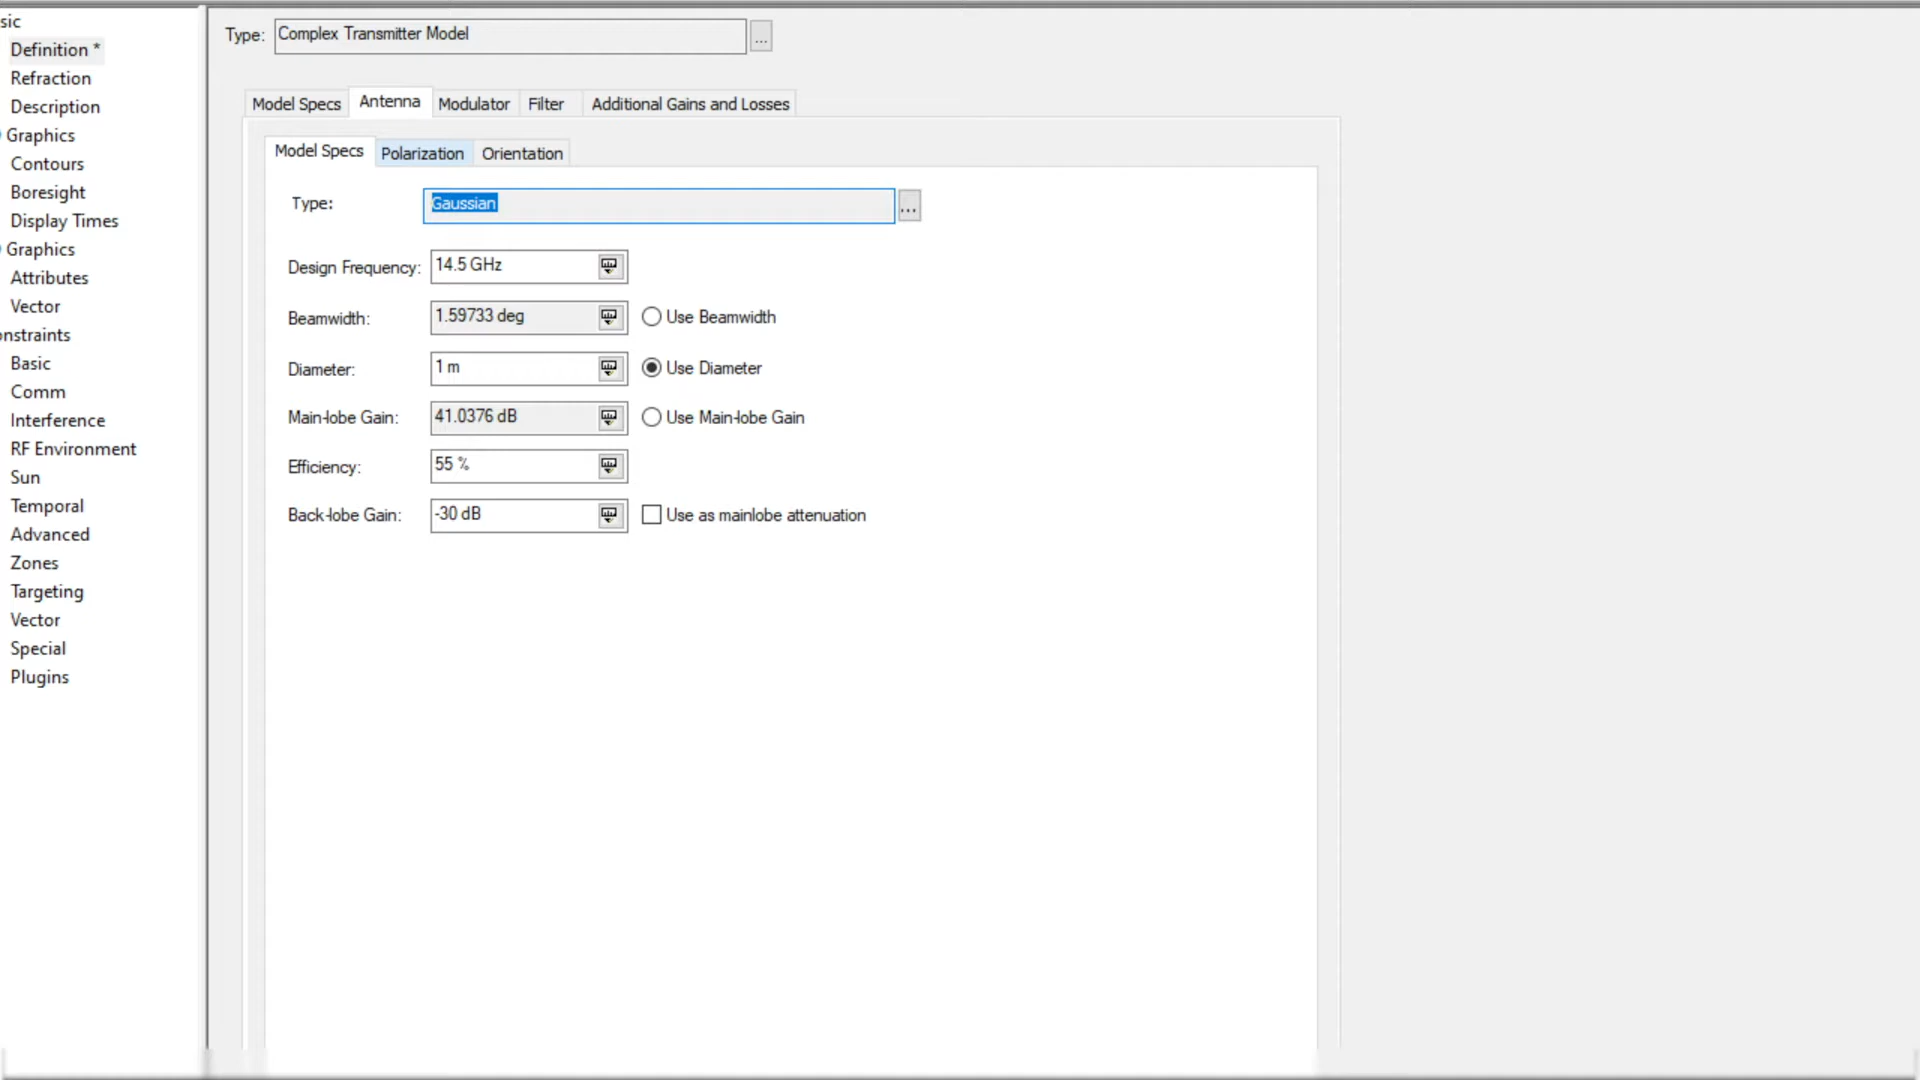 sic
Definition *
Refraction
Description
Graphics
Contours
Boresight
Display Times
Graphics
Attributes
Vector
onstraints
Basic
Comm
Interference
RF Environment
Sun
Temporal
Advanced
Zones
Targeting
Vector
Special
Plugins
Type: Complex Transmitter Model ...
Model Specs Antenna Modulator Filter Additional Gains and Losses
Model Specs Polarization Orientation
Type: Gaussian ...
Design Frequency: 14.5 GHz
Beamwidth: 1.59733 deg Use Beamwidth
Diameter: 1 m Use Diameter
Main-lobe Gain: 41.0376 dB Use Main-lobe Gain
Efficiency: 55 %
Back-lobe Gain: -30 dB Use as mainlobe attenuation